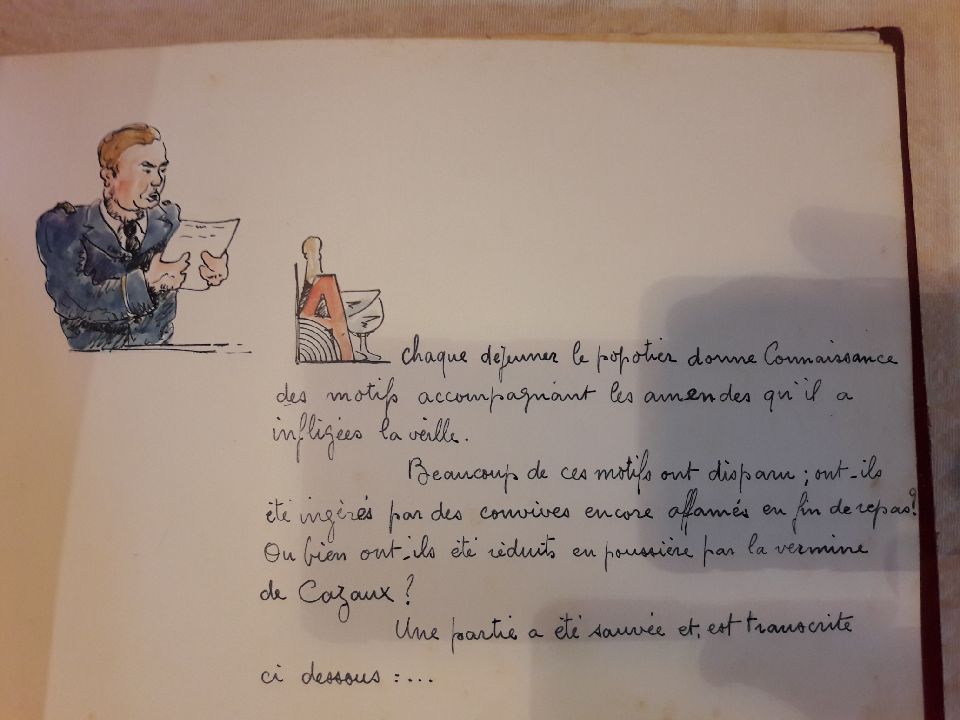 A chaque déjeuner le popotier donne Connaissance
des motifs accompagnant les amendes qu'il a
infligées la veille.
Beaucoup de ces motifs ont disparu ; ont-ils
été ingérés par des convives encore affamés en fin de repas?
Ou bien ont-ils été réduits en poussière par la vermine
de Cazaux ?
Une partie a été sauvée et est transcrite
ci dessous :...